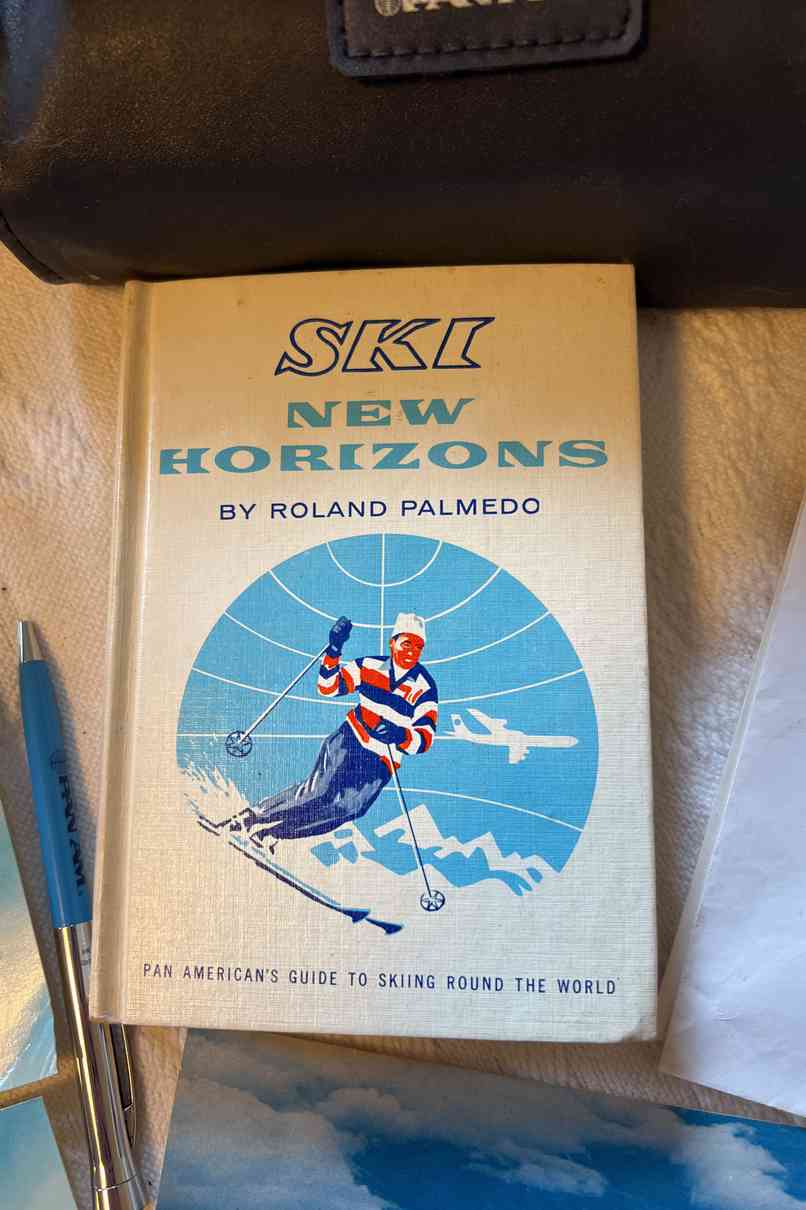 SKI
NEW
HORIZONS
BY ROLAND PALMEDO
PAN AMERICAN'S GUIDE TO SKIING ROUND THE WORLD
PAN AM.